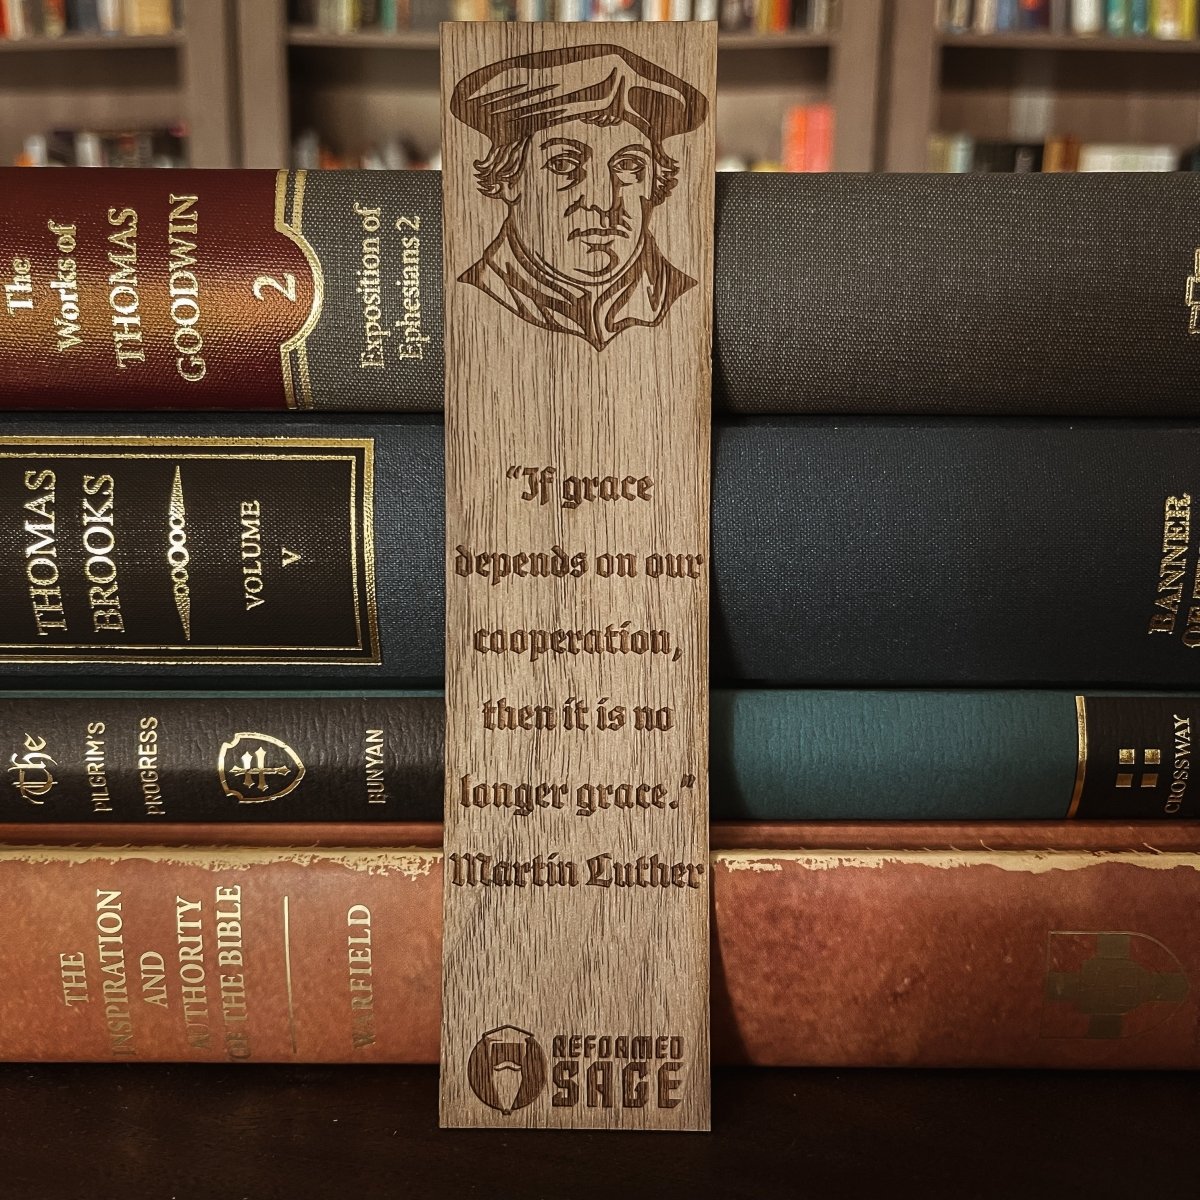 The
Works of
THOMAS
GOODWIN
2
Exposition of
Ephesians 2
THOMAS
BROOKS
VOLUME
V
BANNER
The
PILGRIM'S
PROGRESS
BUNYAN
CROSSWAY
THE
INSPIRATION
AND
AUTHORITY
OF THE BIBLE
WARFIELD
“If grace
depends on our
cooperation,
then it is no
longer grace.”
Martin Luther
REFORMED
SAGE